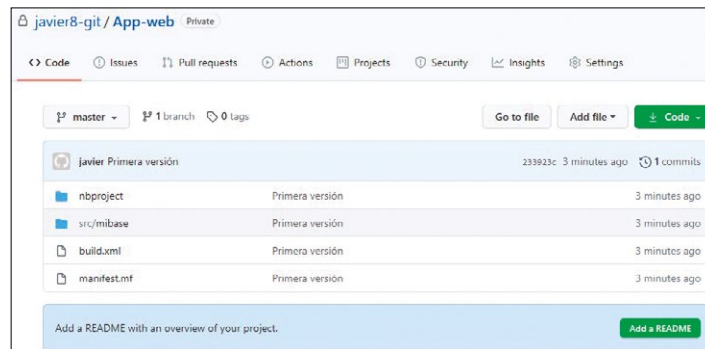 javier8-git / App-web Private
<> Code Issues Pull requests Actions Projects Security Insights Settings
master 1 branch 0 tags Go to file Add file Code
javier Primera versión 233923c 3 minutes ago 1 commits
nbproject Primera versión 3 minutes ago
src/mibase Primera versión 3 minutes ago
build.xml Primera versión 3 minutes ago
manifest.mf Primera versión 3 minutes ago
Add a README with an overview of your project. Add a README